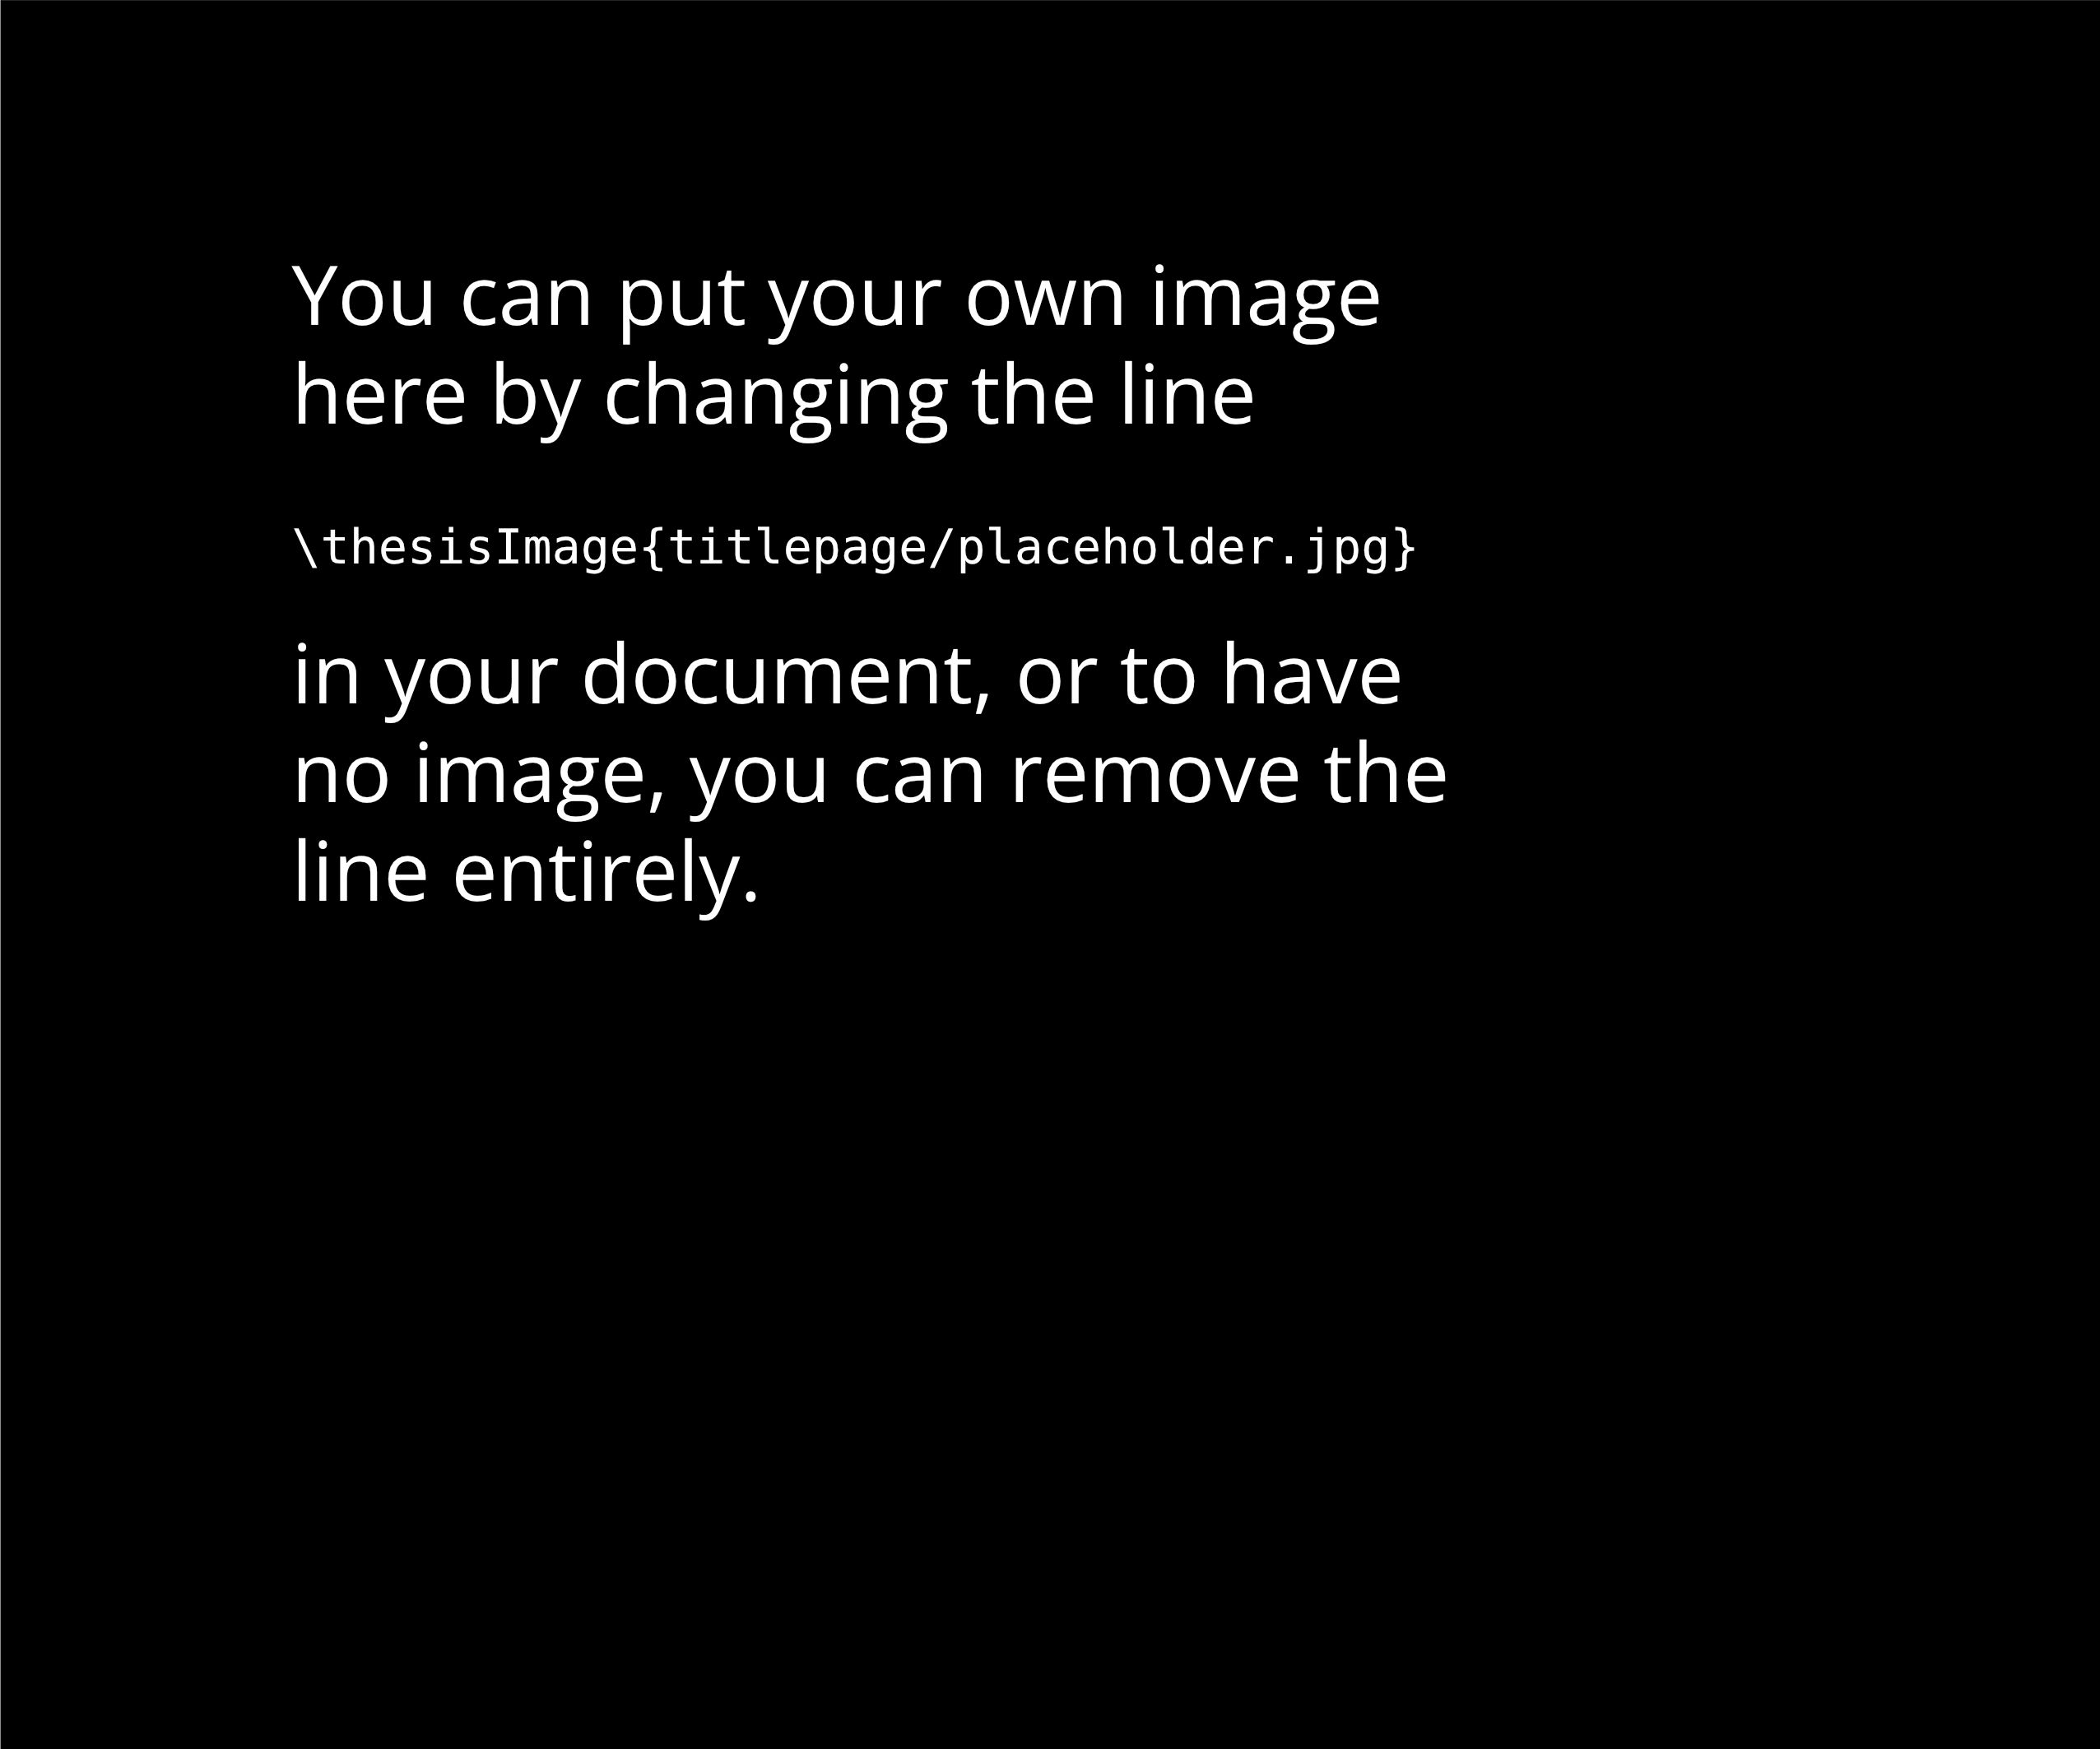 You can put your own image
here by changing the line
\thesisImage{titlepage/placeholder.jpg}
in your document, or to have
no image, you can remove the
line entirely.